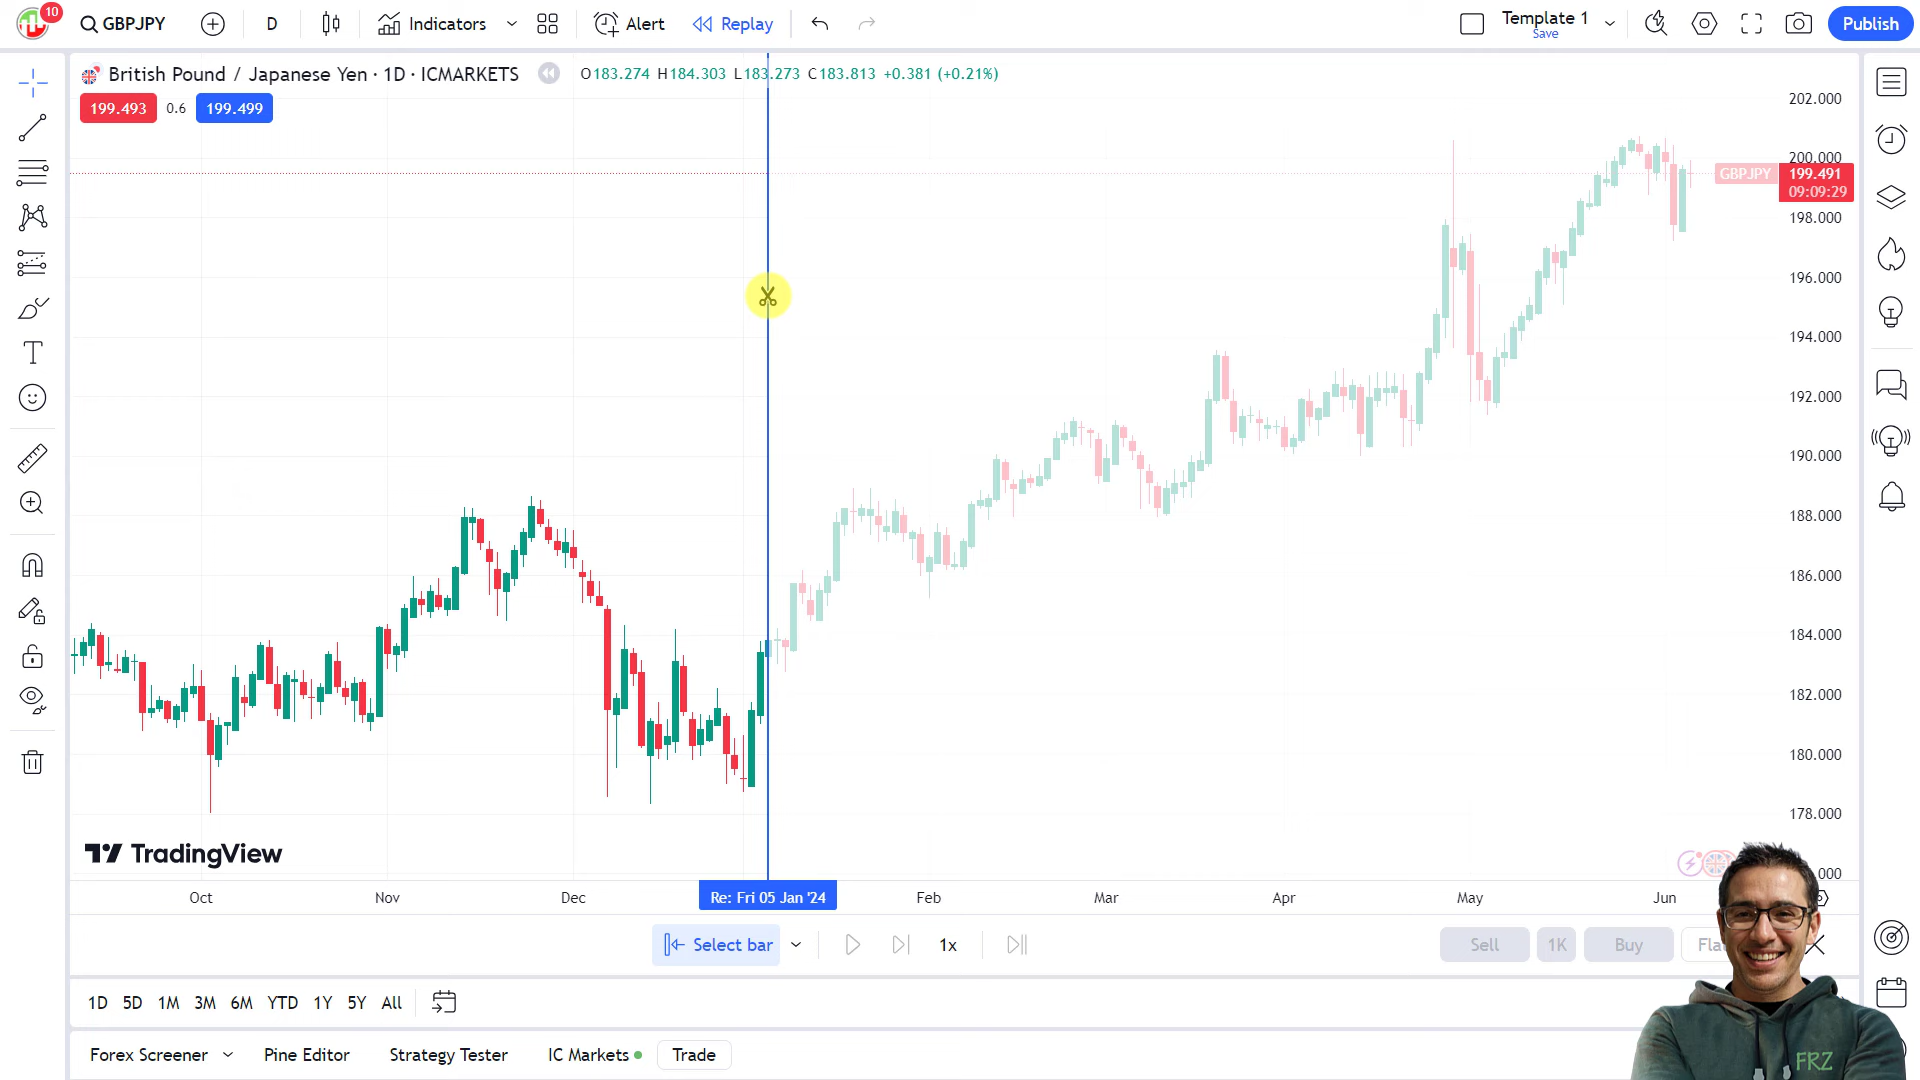 10
GBPJPY
D
Indicators
Alert
Replay
Template 1
Save
Publish
British Pound / Japanese Yen · 1D · ICMARKETS
O183.274 H184.303 L183.273 C183.813 +0.381 (+0.21%)
199.493
0.6
199.499
202.000
200.000
GBPJPY
199.491
09:09:29
198.000
196.000
194.000
192.000
190.000
188.000
186.000
184.000
182.000
180.000
178.000
.000
TradingView
Oct
Nov
Dec
Re: Fri 05 Jan '24
Feb
Mar
Apr
May
Jun
Select bar
1x
Sell
1K
Buy
Fla
1D 5D 1M 3M 6M YTD 1Y 5Y All
Forex Screener
Pine Editor
Strategy Tester
IC Markets
Trade
FRZ